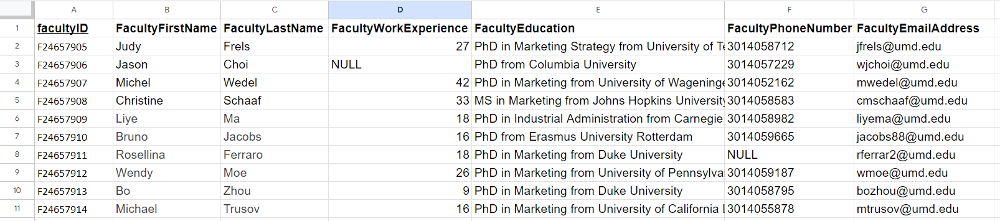 A B C D E F G
1 facultyID FacultyFirstName FacultyLastName FacultyWorkExperience FacultyEducation FacultyPhoneNumber FacultyEmailAddress
2 F24657905 Judy Frels 27 PhD in Marketing Strategy from University of 3014058712 jfrels@umd.edu
3 F24657906 Jason Choi NULL PhD from Columbia University 3014057229 wjchoi@umd.edu
4 F24657907 Michel Wedel 42 PhD in Marketing from University of 3014052162 mwedel@umd.edu
5 F24657908 Christine Schaaf 33 MS in Marketing from Johns Hopkins University 3014058583 cmschaaf@umd.edu
6 F24657909 Liye Ma 18 PhD in Industrial Administration from Carnegie 3014058982 liyema@umd.edu
7 F24657910 Bruno Jacobs 16 PhD from Erasmus University Rotterdam 3014059665 jacobs88@umd.edu
8 F24657911 Rosellina Ferraro 18 PhD in Marketing from Duke University NULL rferrar2@umd.edu
9 F24657912 Wendy Moe 26 PhD in Marketing from University of Pennsylva 3014059187 wmoe@umd.edu
10 F24657913 Bo Zhou 9 PhD in Marketing from Duke University 3014058795 bozhou@umd.edu
11 F24657914 Michael Trusov 16 PhD in Marketing from University of California 3014055878 mtrusov@umd.edu